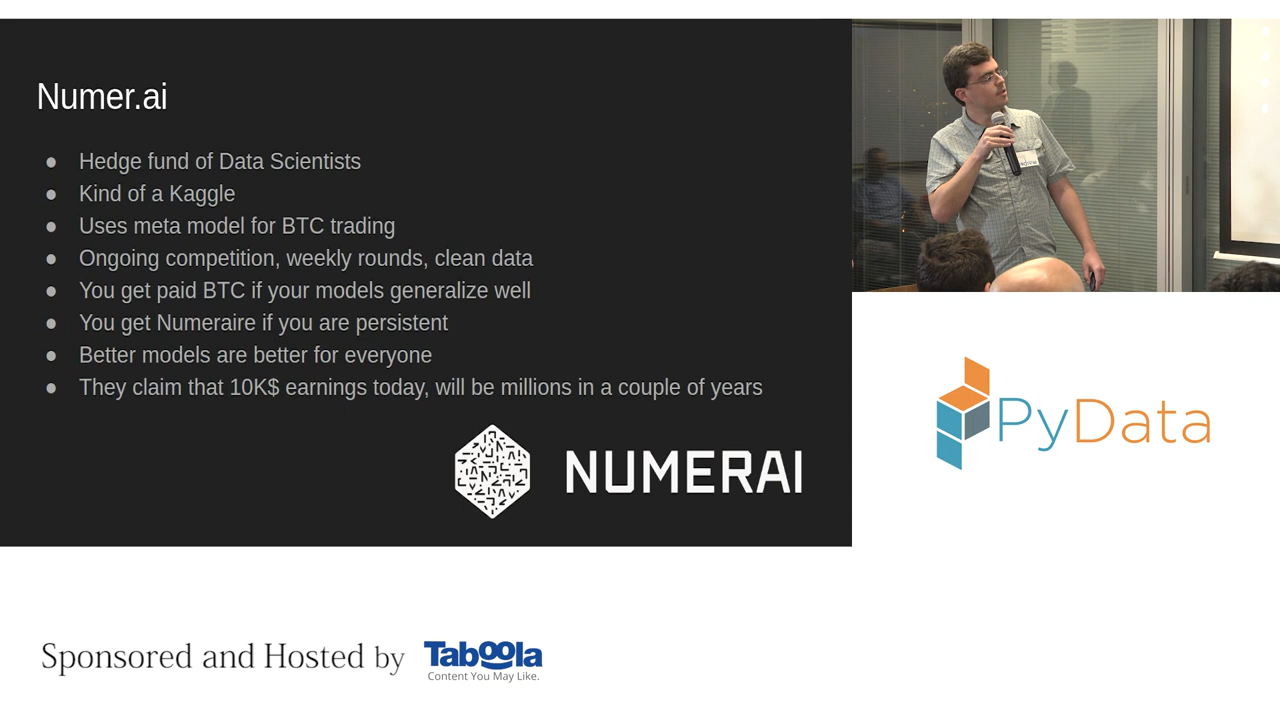 Numer.ai
● Hedge fund of Data Scientists
● Kind of a Kaggle
● Uses meta model for BTC trading
● Ongoing competition, weekly rounds, clean data
● You get paid BTC if your models generalize well
● You get Numeraire if you are persistent
● Better models are better for everyone
● They claim that 10K$ earnings today, will be millions in a couple of years
NUMERAI
PyData
Sponsored and Hosted by Taboola
Content You May Like.